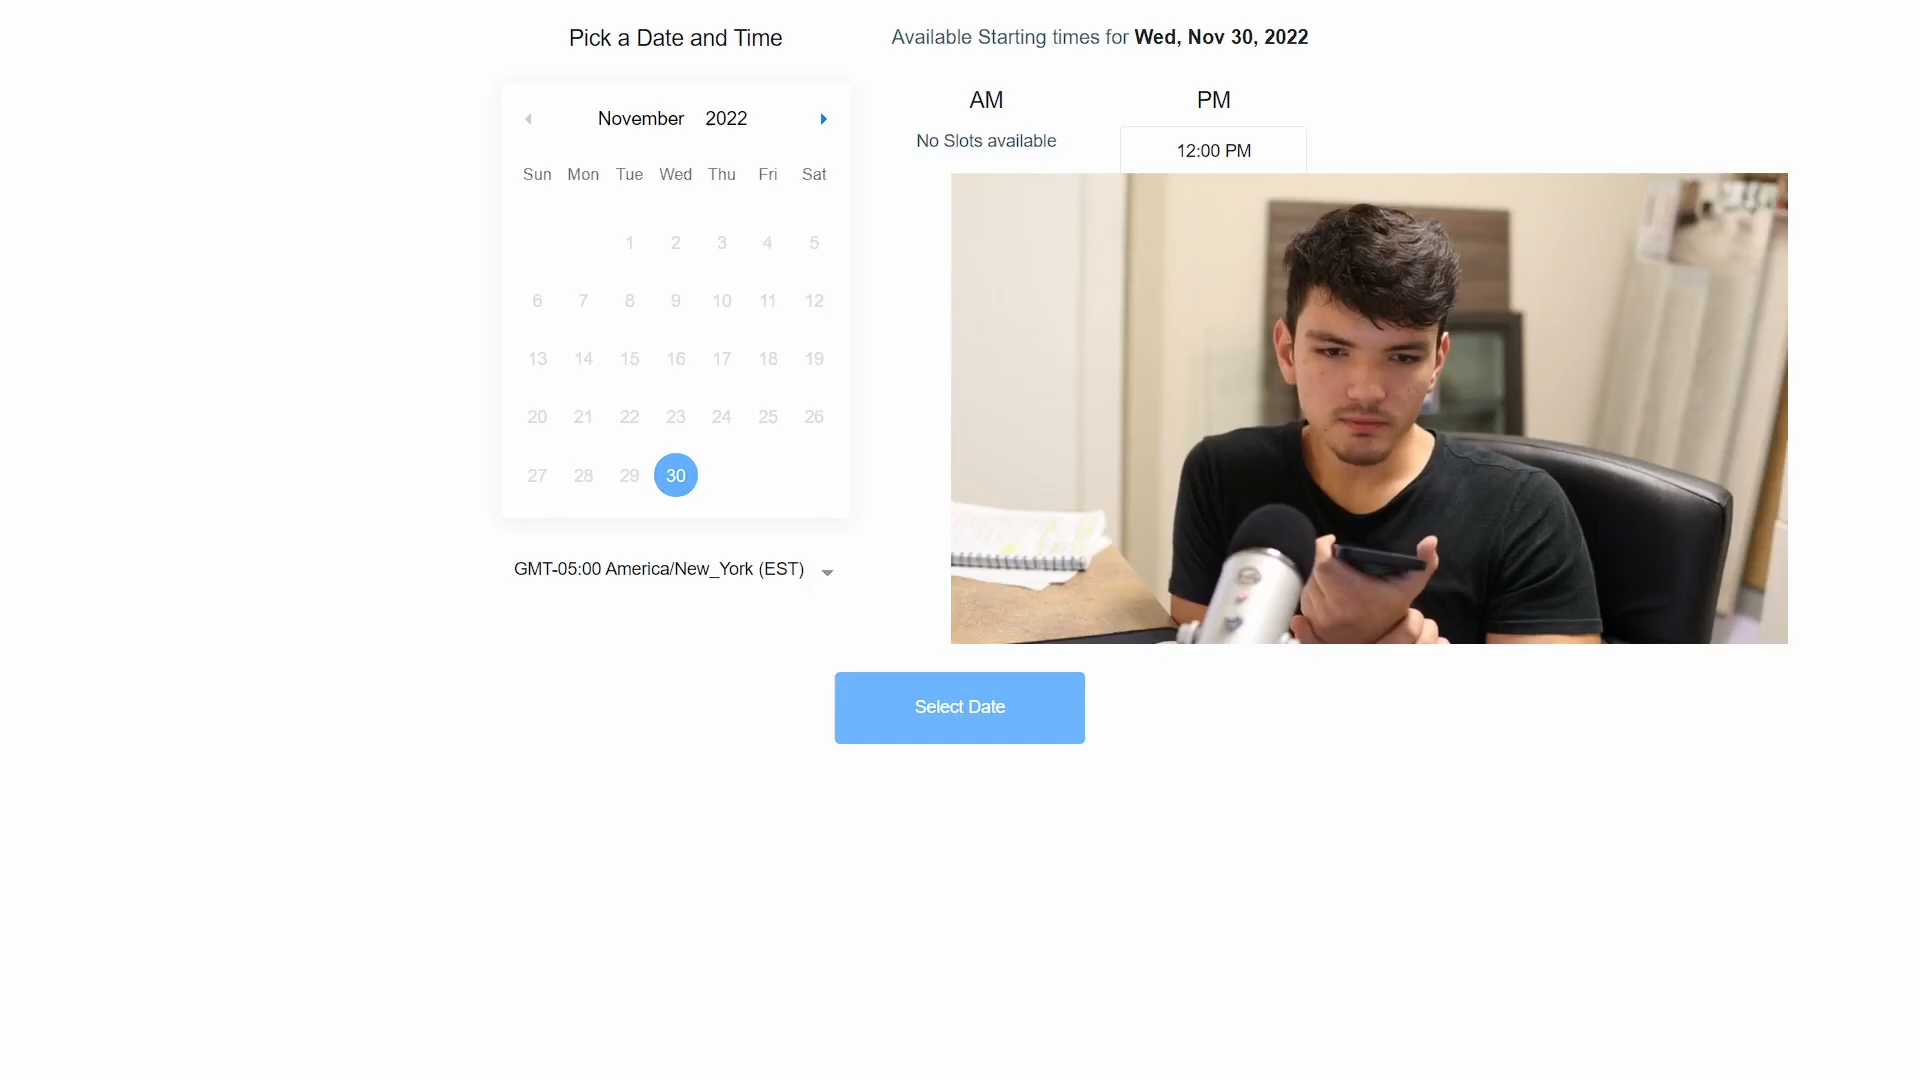 Pick a Date and Time
November 2022
Sun Mon Tue Wed Thu Fri Sat
1 2 3 4 5
6 7 8 9 10 11 12
13 14 15 16 17 18 19
20 21 22 23 24 25 26
27 28 29 30
GMT-05:00 America/New_York (EST)
Available Starting times for Wed, Nov 30, 2022
AM
No Slots available
PM
12:00 PM
Select Date